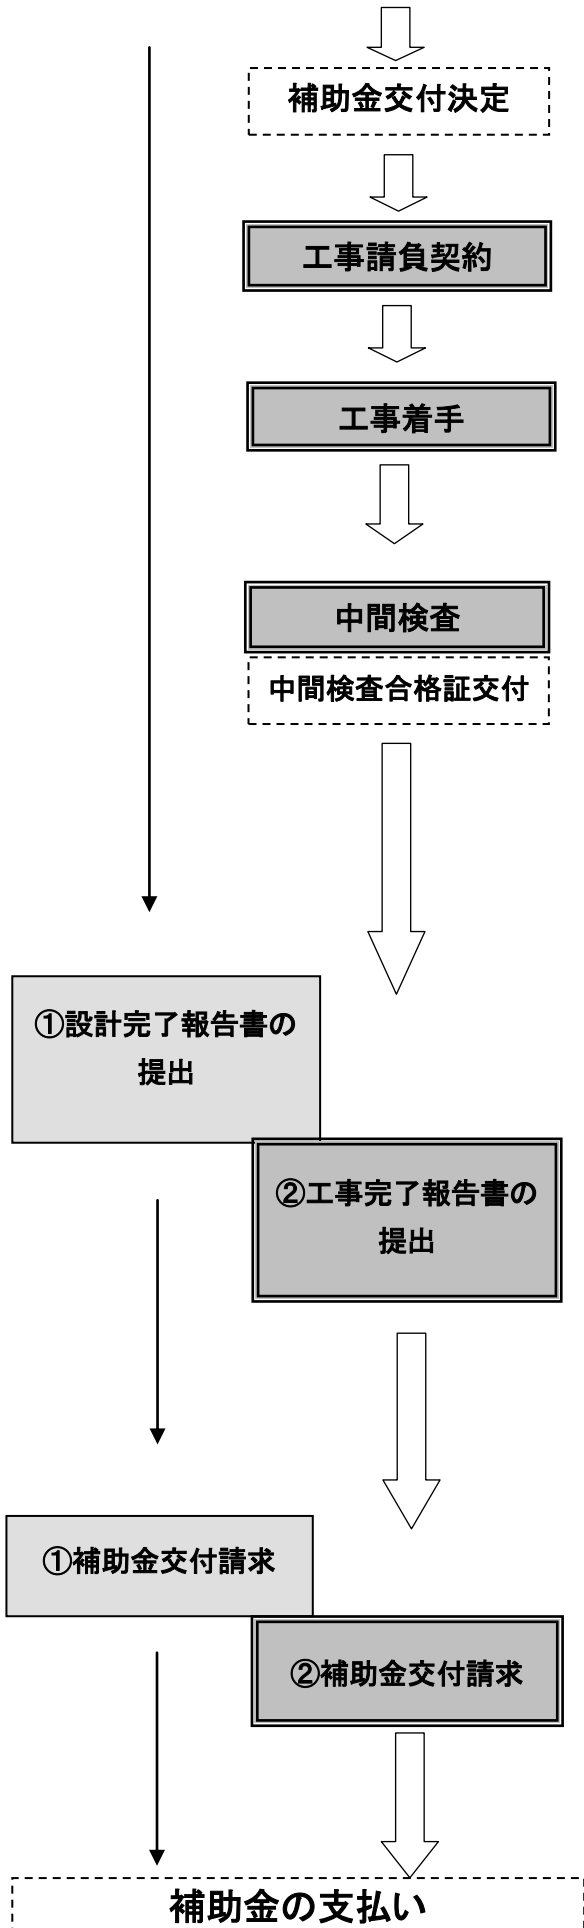 補助金交付決定
工事請負契約
工事着手
中間検査
中間検査合格証交付
①設計完了報告書の
提出
②工事完了報告書の
提出
①補助金交付請求
②補助金交付請求
補助金の支払い